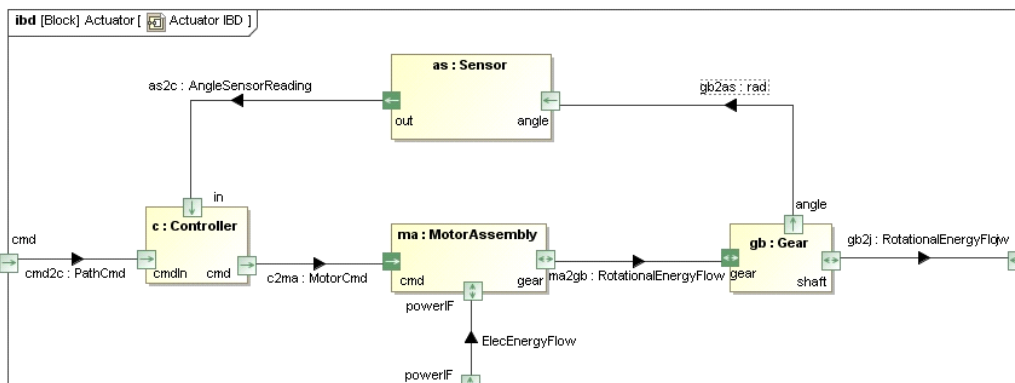 ibd [Block] Actuator [ Actuator IBD ]
as : Sensor
as2c : AngleSensorReading
gb2as : rad
out
angle
in
angle
c : Controller
ma : MotorAssembly
gb : Gear
cmd
gb2j : RotationalEnergyFlow
cmd2c : PathCmd
cmdIn
cmd
c2ma : MotorCmd
cmd
gear
ma2gb : RotationalEnergyFlow
gear
shaft
powerIF
ElecEnergyFlow
powerIF